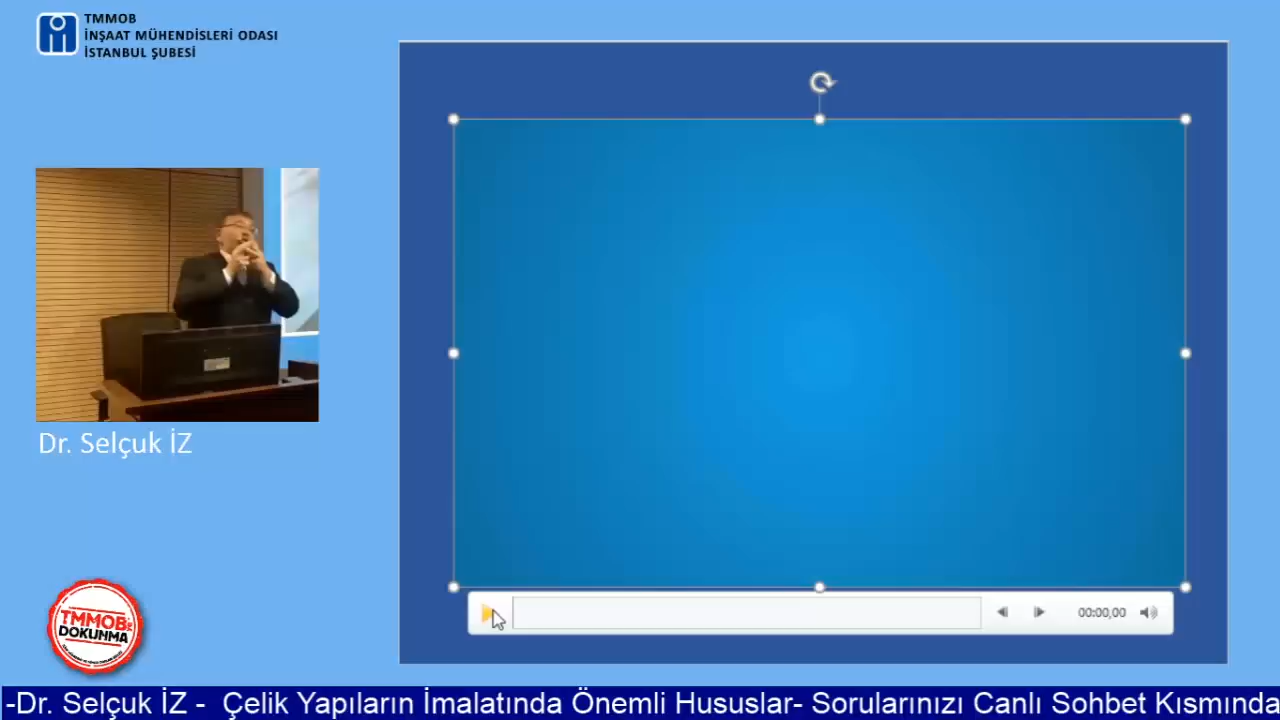 TMMOB
İNŞAAT MÜHENDİSLERİ ODASI
İSTANBUL ŞUBESİ
Dr. Selçuk İZ
00:00,00
TMMOB'a
DOKUNMA
-Dr. Selçuk İZ - Çelik Yapıların İmalatında Önemli Hususlar- Sorularınızı Canlı Sohbet Kısmında